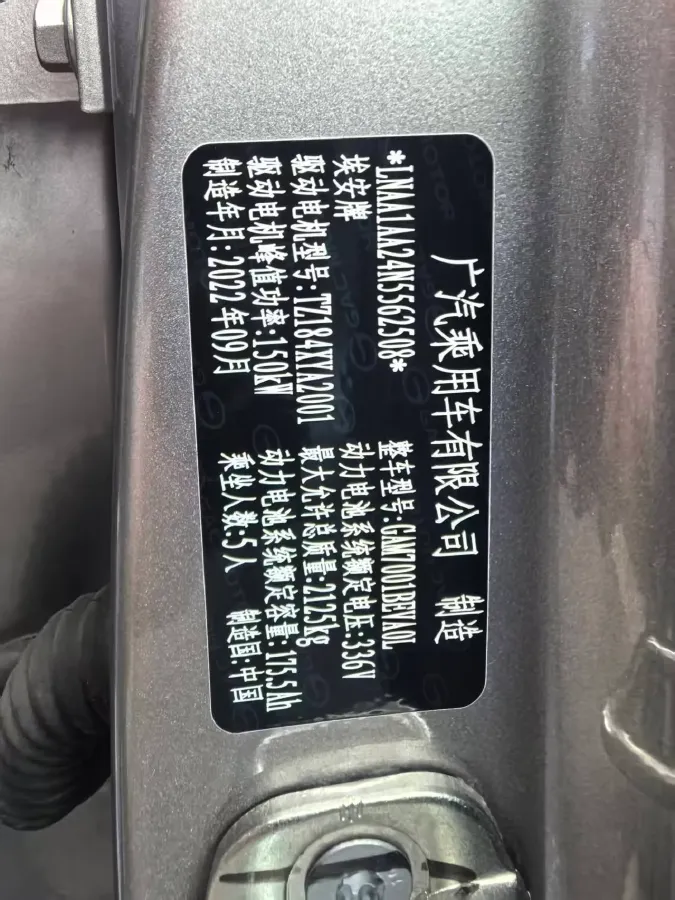 广汽乘用车有限公司 制造
*LNAA1AA24N5562508* 整车型号:GAM7001BEVA0L
埃安牌 动力电池系统额定电压:336V
驱动电机型号:TZ184XYA2001 最大允许总质量:2125kg
驱动电机峰值功率:150kW 动力电池系统额定容量:175.5Ah
制造年月:2022年09月 乘坐人数:5人 制造国:中国